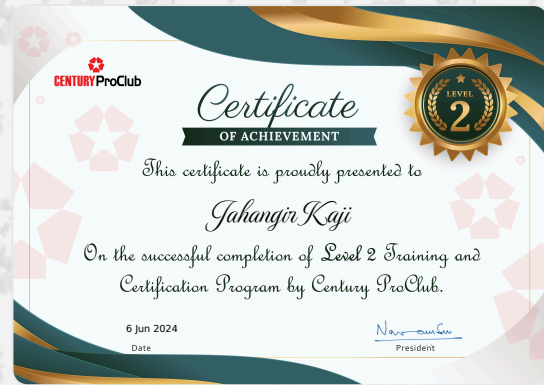 CENTURY ProClub
LEVEL
2
Certificate
OF ACHIEVEMENT
This certificate is proudly presented to
Jahangir Kaji
On the successful completion of Level 2 Training and
Certification Program by Century ProClub.
6 Jun 2024
Date
President